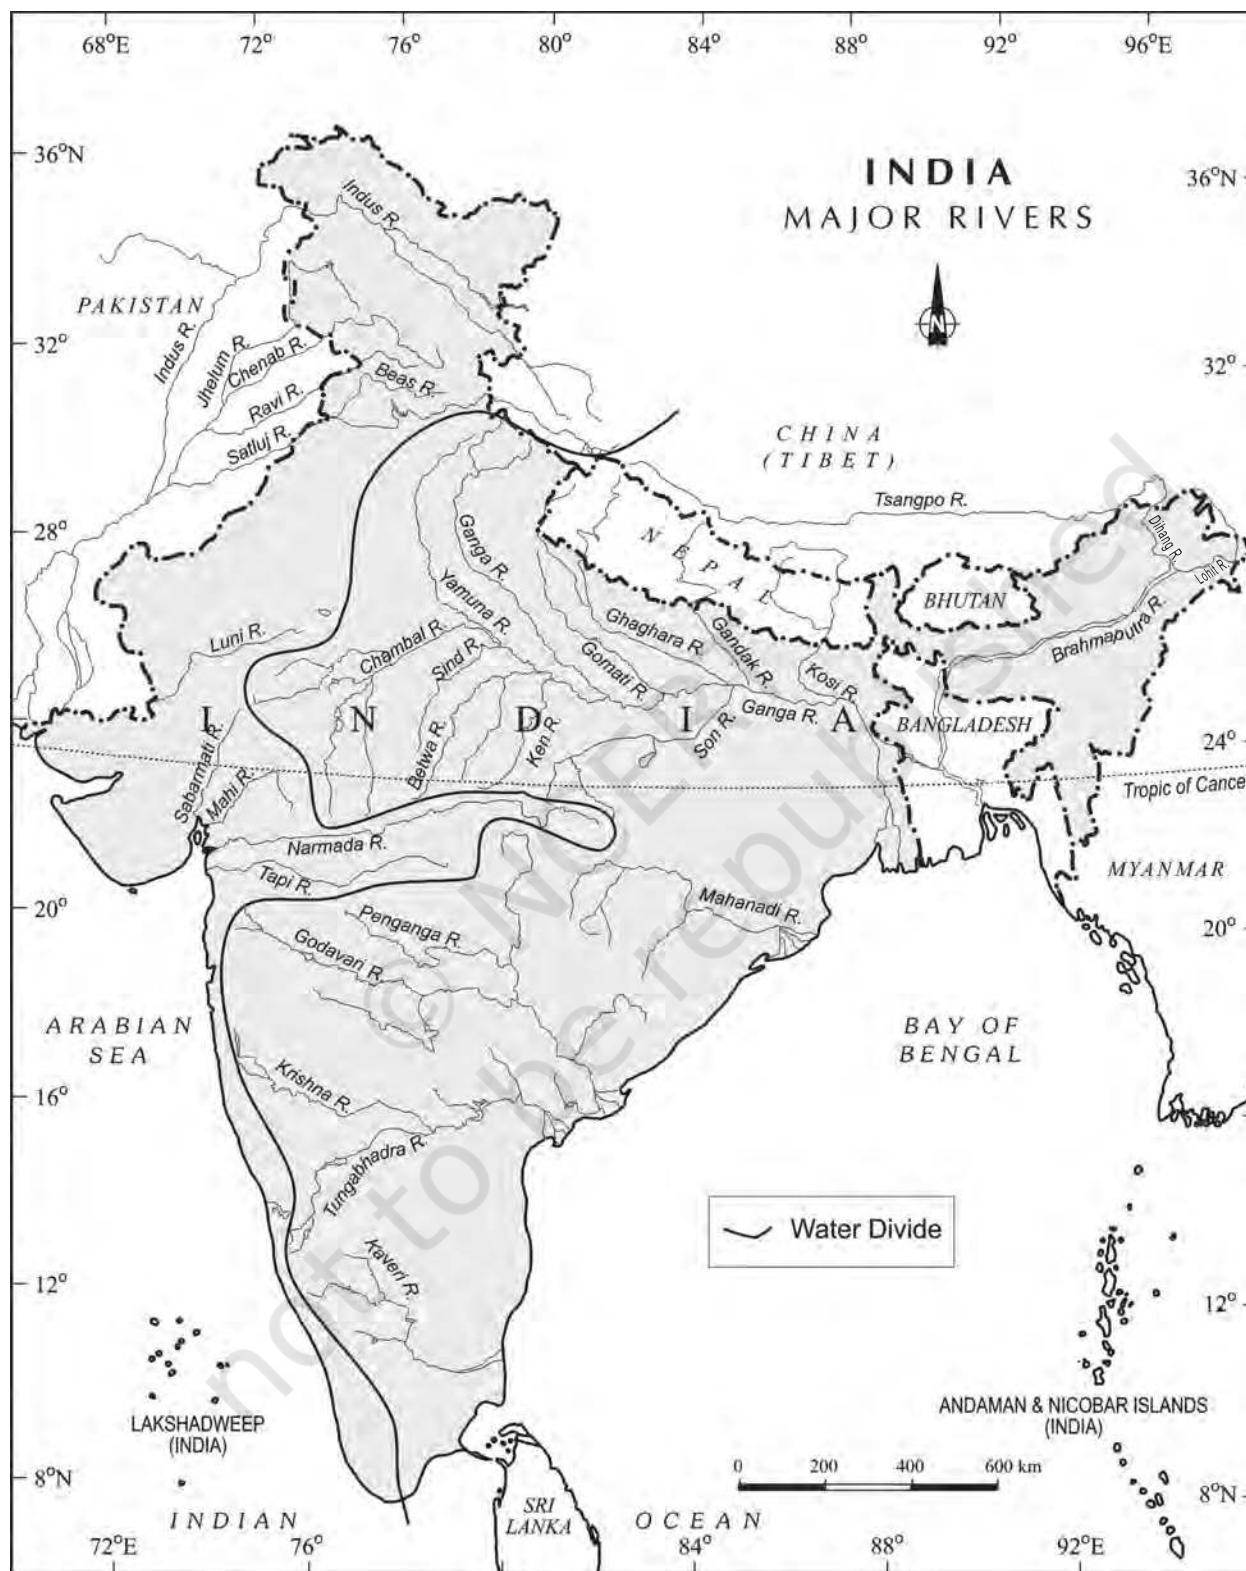 68°E 72° 76° 80° 84° 88° 92° 96°E
36°N
INDIA
MAJOR RIVERS
36°N
N
Indus R.
PAKISTAN
Indus R.
Jhelum R.
Chenab R.
Ravi R.
Satluj R.
Beas R.
32°
32°
CHINA
(TIBET)
Tsangpo R.
Dihang R
Lohit R.
28°
NEPAL
BHUTAN
Brahmaputra R.
Ganga R.
Yamuna R.
Ghaghara R.
Gomati R.
Gandak R.
Kosi R.
Luni R.
Chambal R.
Sind R.
Betwa R.
Ken R.
Son R.
Ganga R.
BANGLADESH
I N D I A
24°
Tropic of Cance
Sabarmati R.
Mahi R.
Narmada R.
Tapi R.
MYANMAR
Mahanadi R.
20°
20°
Penganga R.
Godavari R.
ARABIAN
SEA
BAY OF
BENGAL
Krishna R.
16°
Tungabhadra R.
Water Divide
Kaveri R.
12°
12°
LAKSHADWEEP
(INDIA)
ANDAMAN & NICOBAR ISLANDS
(INDIA)
0 200 400 600 km
8°N
8°N
SRI
LANKA
INDIAN OCEAN
72°E 76° 84° 88° 92°E
© NCERT
not to be republished